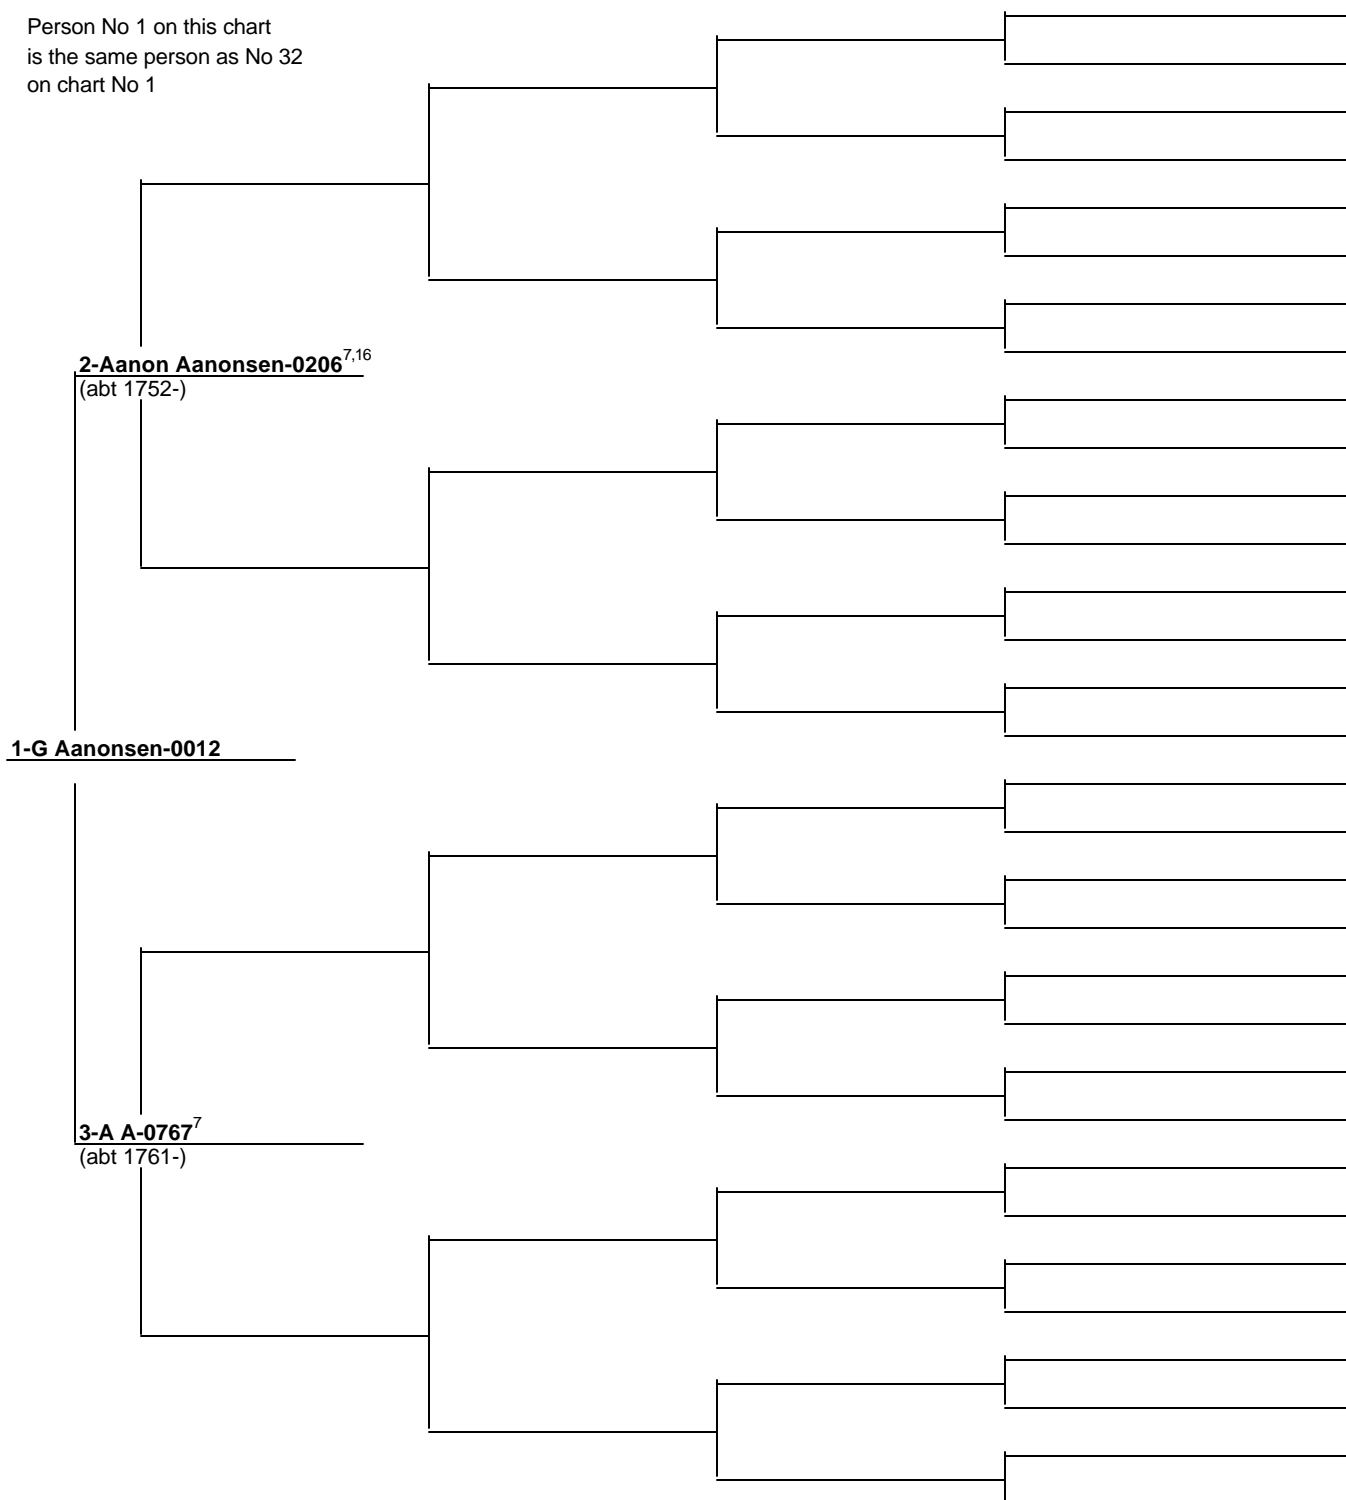 Person No 1 on this chart
is the same person as No 32
on chart No 1
2-Aanon Aanonsen-0206 7,16
(abt 1752-)
1-G Aanonsen-0012
3-A A-0767 7
(abt 1761-)